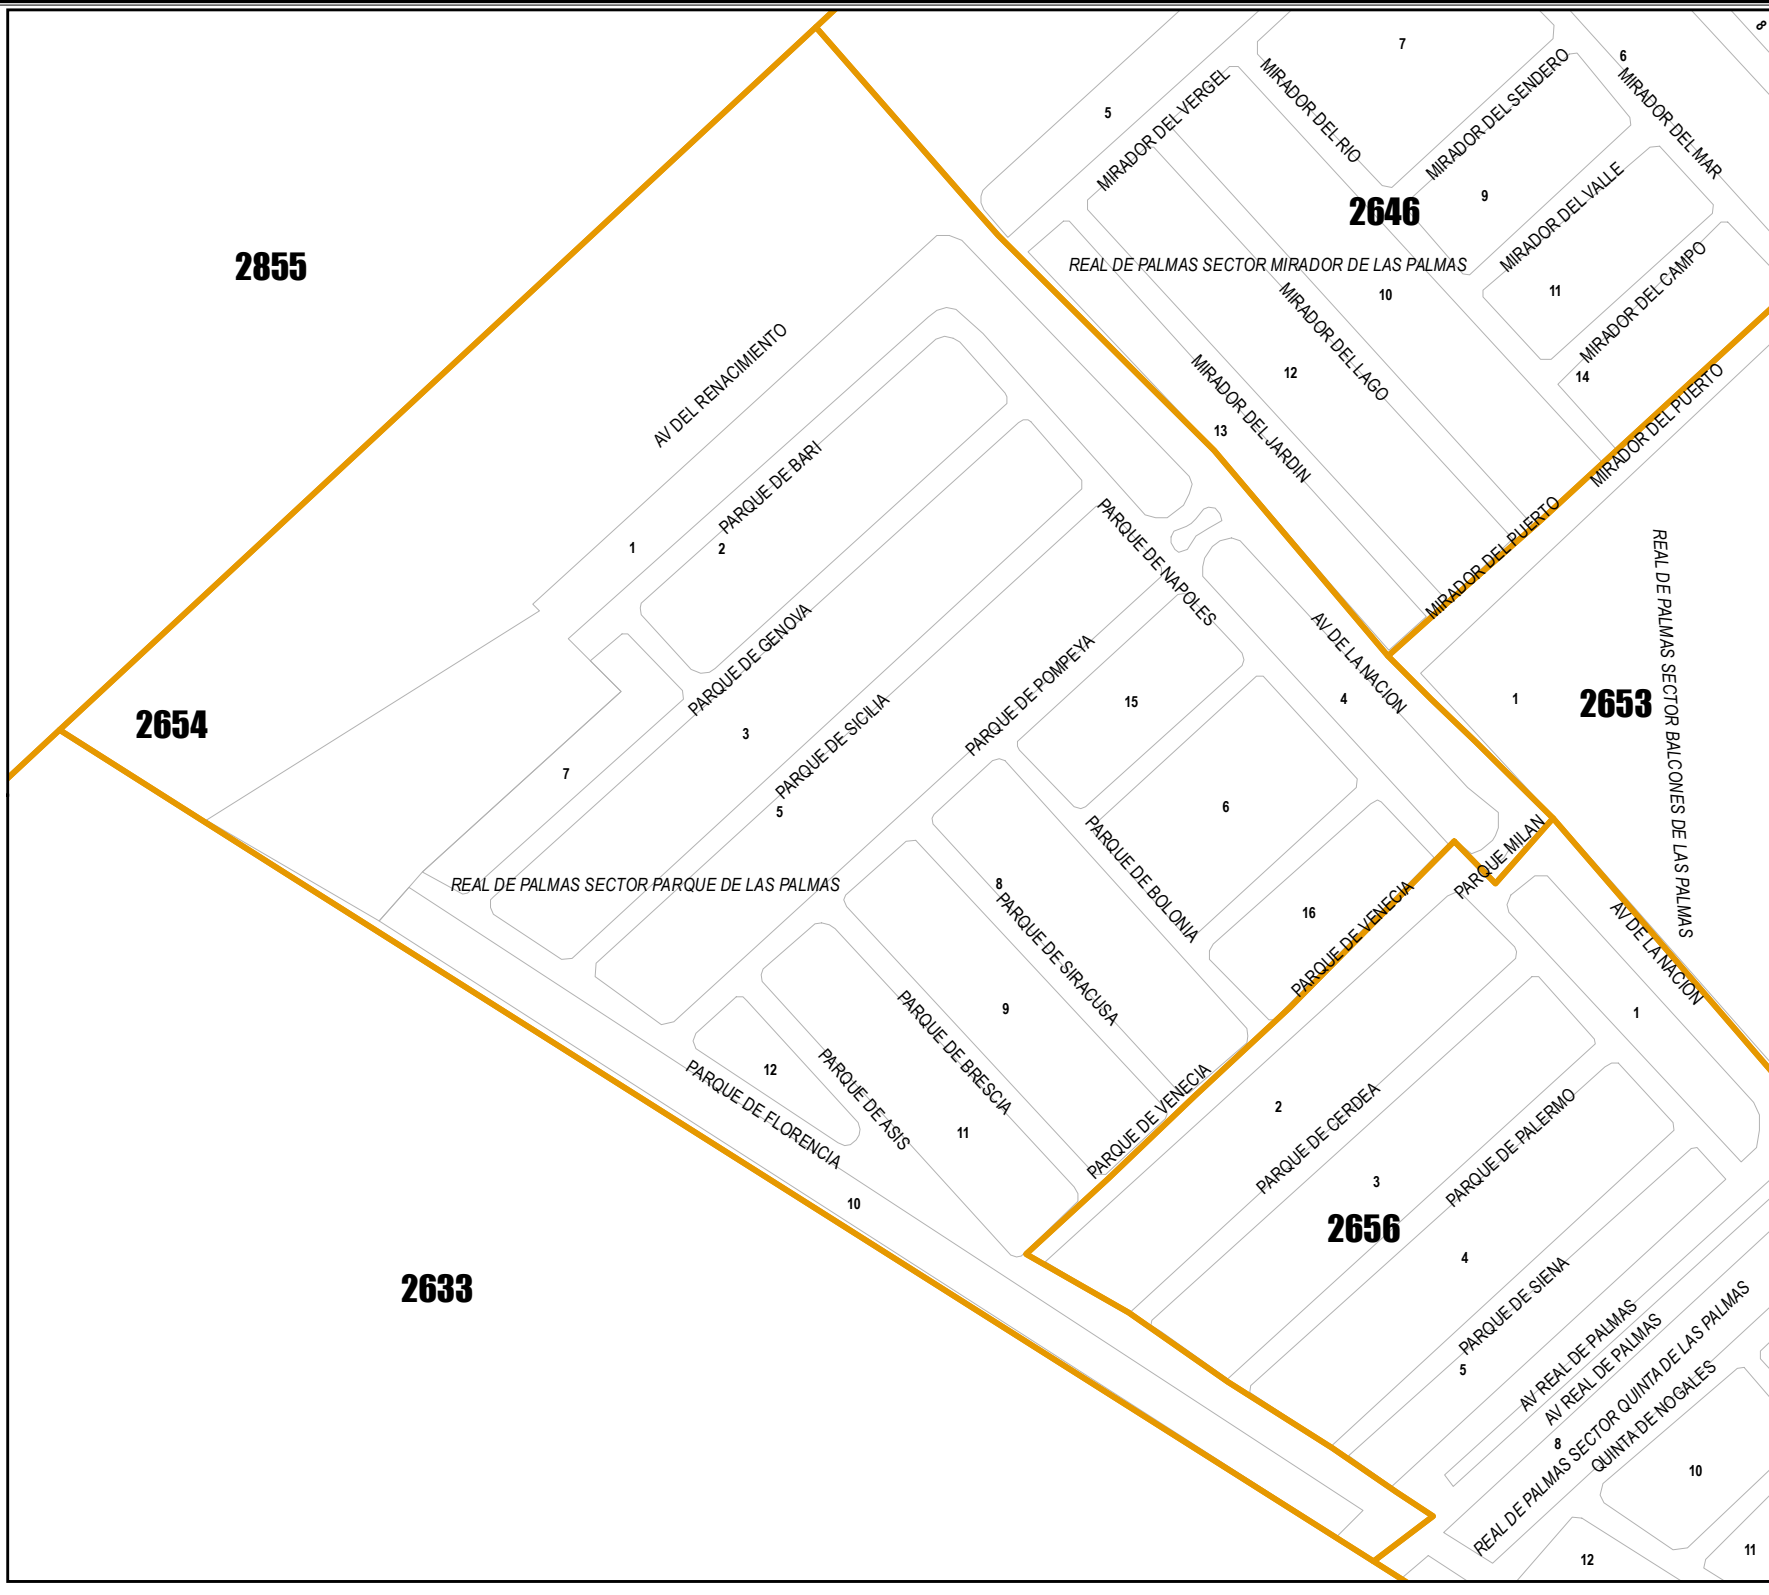 8
7
6
MIRADOR DEL VERGEL
MIRADOR DEL RIO
MIRADOR DEL SENDERO
MIRADOR DEL MAR
5
9
2646
MIRADOR DEL VALLE
2855
REAL DE PALMAS SECTOR MIRADOR DE LAS PALMAS
10
11
MIRADOR DEL CAMPO
MIRADOR DEL LAGO
AV DEL RENACIMIENTO
12
14
MIRADOR DEL JARDIN
MIRADOR DEL PUERTO
13
PARQUE DE BARI
MIRADOR DEL PUERTO
1
2
PARQUE DE NAPOLES
REAL DE PALMAS SECTOR BALCONES DE LAS PALMAS
PARQUE DE GENOVA
AV DE LA NACION
PARQUE DE POMPEYA
15
4
1
2653
2654
3
PARQUE DE SICILIA
7
5
6
PARQUE DE BOLONIA
PARQUE MILAN
REAL DE PALMAS SECTOR PARQUE DE LAS PALMAS
8
16
PARQUE DE VENECIA
PARQUE DE SIRACUSA
AV DE LA NACION
9
1
PARQUE DE BRESCIA
12
PARQUE DE ASIS
PARQUE DE FLORENCIA
11
PARQUE DE VENECIA
2
PARQUE DE CERDEA
PARQUE DE PALERMO
3
10
2656
4
2633
PARQUE DE SIENA
5
AV REAL DE PALMAS
AV REAL DE PALMAS
REAL DE PALMAS SECTOR QUINTA DE LAS PALMAS
QUINTA DE NOGALES
8
10
12
11